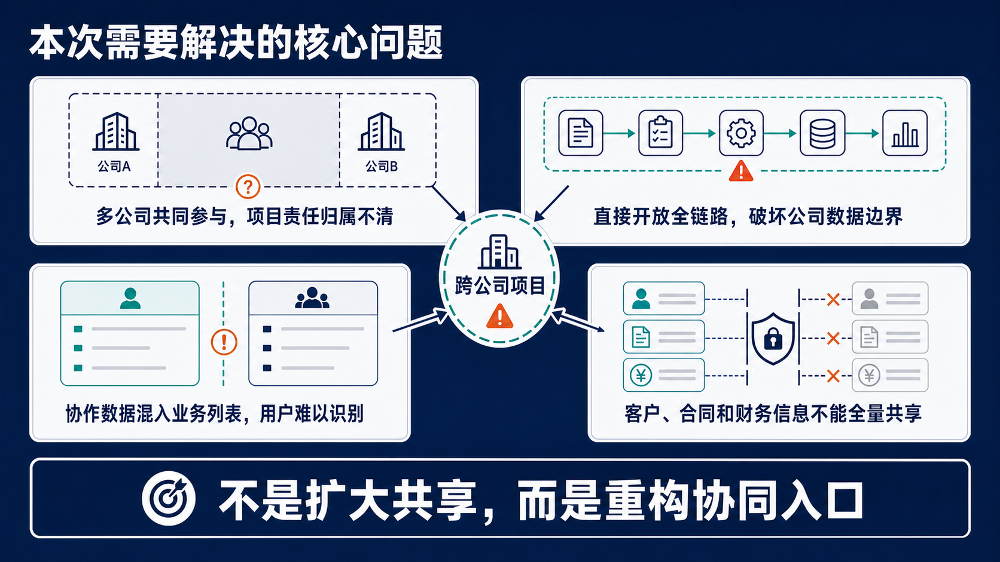 本次需要解决的核心问题
公司A
公司B
?
多公司共同参与，项目责任归属不清
!
直接开放全链路，破坏公司数据边界
跨公司项目
!
!
协作数据混入业务列表，用户难以识别
¥
¥
客户、合同和财务信息不能全量共享
不是扩大共享，而是重构协同入口